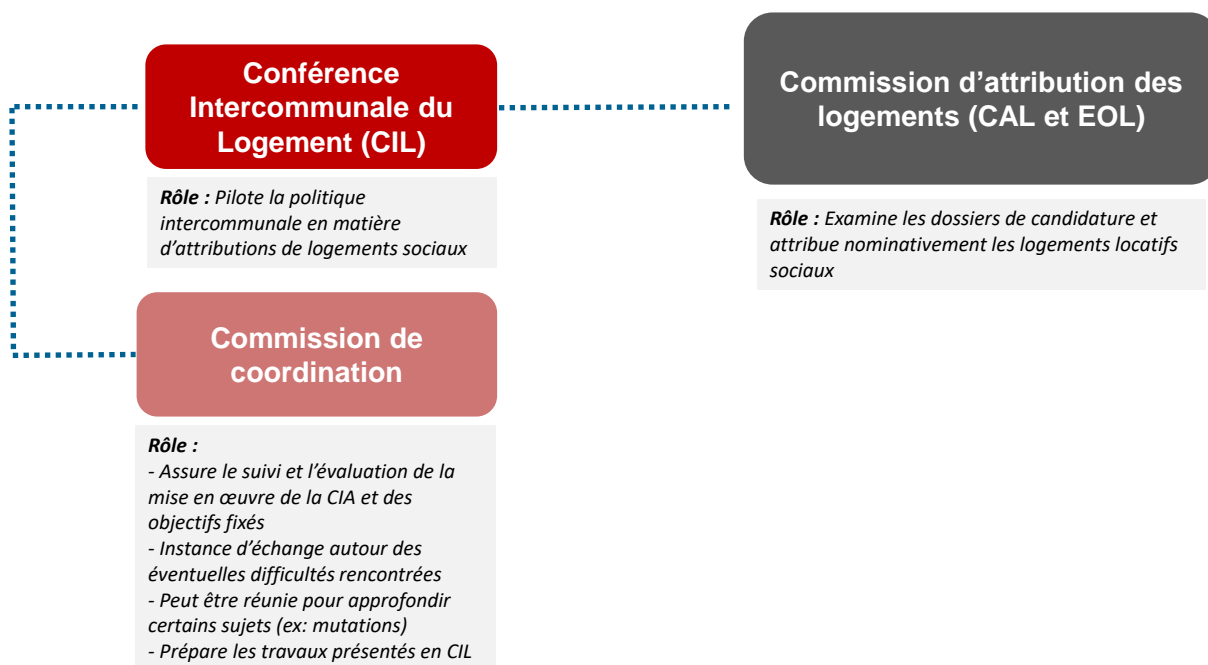 Conférence
Intercommunale du
Logement (CIL)
Rôle : Pilote la politique
intercommunale en matière
d'attributions de logements sociaux
Commission d'attribution des
logements (CAL et EOL)
Rôle : Examine les dossiers de candidature et
attribue nominativement les logements locatifs
sociaux
Commission de
coordination
Rôle :
- Assure le suivi et l'évaluation de la
mise en œuvre de la CIA et des
objectifs fixés
- Instance d'échange autour des
éventuelles difficultés rencontrées
- Peut être réunie pour approfondir
certains sujets (ex: mutations)
- Prépare les travaux présentés en CIL